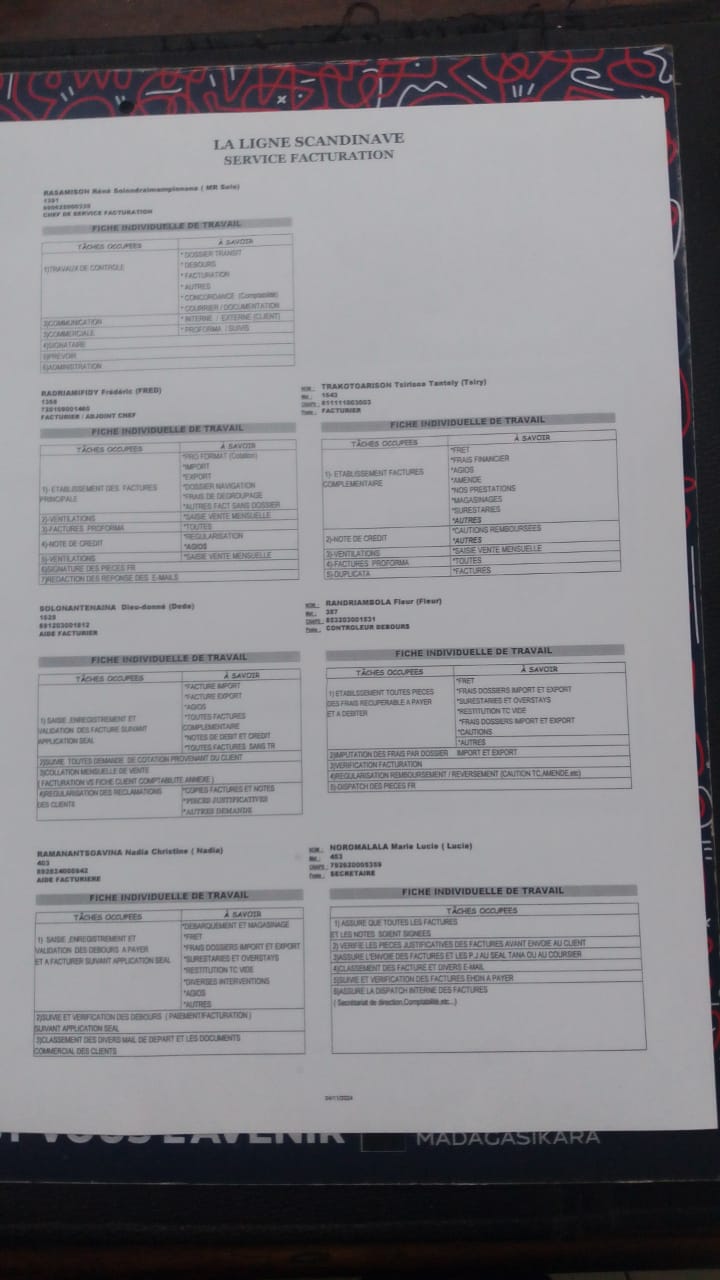 LA LIGNE SCANDINAVE
SERVICE FACTURATION
RASAMISON Réné Solondraimampionona ( MR Solo)
1391
CHEF DE SERVICE FACTURATION
FICHE INDIVIDUELLE DE TRAVAIL
TÂCHES OCCUPEES
À SAVOIR
1)TRAVAUX DE CONTROLE
* DOSSIER TRANSIT
* DEBOURS
* FACTURATION
* AUTRES
* CONCORDANCE (Comptabilité)
* COURRIER / DOCUMENTATION
2)COMMUNICATION
* INTERNE / EXTERNE (CLIENT)
3)COMMERCIALE
* PROFORMA / SUIVIS
4)SIGNATAIRE
5)PREVOIR
6)ADMINISTRATION
RADRIAMIFIDY Frédéric (FRED)
1358
FACTURIER / ADJOINT CHEF
FICHE INDIVIDUELLE DE TRAVAIL
TÂCHES OCCUPEES
À SAVOIR
1)- ETABLISSEMENT DES FACTURES
PRINCIPALE
*PRO FORMAT (Cotation)
*IMPORT
*EXPORT
*DOSSIER NAVIGATION
*FRAIS DE DEGROUPAGE
*AUTRES FACT SANS DOSSIER
2)-VENTILATIONS
*SAISIE VENTE MENSUELLE
3)-FACTURES PROFORMA
*TOUTES
4)-NOTE DE CREDIT
*REGULARISATION
*AGIOS
5)-VENTILATIONS
*SAISIE VENTE MENSUELLE
6)SIGNATURE DES PIECES FR
7)REDACTION DES REPONSE DES E-MAILS
NOM :
TRAKOTOARISON Tsiriana Tantely (Tsiry)
Mat :
1642
Poste :
FACTURIER
FICHE INDIVIDUELLE DE TRAVAIL
TÂCHES OCCUPEES
À SAVOIR
1)- ETABLISSEMENT FACTURES
COMPLEMENTAIRE
*FRET
*FRAIS FINANCIER
*AGIOS
*AMENDE
*NOS PRESTATIONS
*MAGASINAGES
*SURESTARIES
*AUTRES
2)-NOTE DE CREDIT
*CAUTIONS REMBOURSEES
*AUTRES
3)-VENTILATIONS
*SAISIE VENTE MENSUELLE
4)-FACTURES PROFORMA
*TOUTES
5)-DUPLICATA
*FACTURES
SOLONANTENAINA Dieu-donné (Dede)
1525
891203001812
AIDE FACTURIER
FICHE INDIVIDUELLE DE TRAVAIL
TÂCHES OCCUPEES
À SAVOIR
1) SAISIE ,ENREGISTREMENT ET
VALIDATION DE FACTURE SUIVANT
APPLICATION SEAL
*FACTURE IMPORT
*FACTURE EXPORT
*AGIOS
*TOUTES FACTURES
COMPLEMENTAIRE
*NOTES DE DEBIT ET CREDIT
*TOUTES FACTURES SANS TR
2)SUIVIE TOUTES DEMANDE DE COTATION PROVENANT DU CLIENT
3)COLLATION MENSUELLE DE VENTE
( FACTURATION VS FICHE CLIENT COMPTABILITE ANNEXE )
4)REGULARISATION DES RECLAMATIONS
DES CLIENTS
*COPIES FACTURES ET NOTES
*PIECES JUSTIFICATIVES
*AUTRES DEMANDE
NOM :
RANDRIAMBOLA Fleur (Fleur)
Mat :
387
853203001531
Poste :
CONTROLEUR DEBOURS
FICHE INDIVIDUELLE DE TRAVAIL
TÂCHES OCCUPEES
À SAVOIR
1) ETABLISSMENT TOUTES PIECES
DES FRAIS RECUPERABLE A PAYER
ET A DEBITER
*FRET
*FRAIS DOSSIERS IMPORT ET EXPORT
*SURESTARIES ET OVERSTAYS
*RESTITUTION TC VIDE
*FRAIS DOSSIERS IMPORT ET EXPORT
*CAUTIONS
*AUTRES
2)IMPUTATION DES FRAIS PAR DOSSIER
IMPORT ET EXPORT
3)VERIFICATION FACTURATION
4)REGULARISATION REMBOURSEMENT / REVERSEMENT (CAUTION TC,AMENDE,etc)
5)-DISPATCH DES PIECES FR
RAMANANTSOAVINA Nadia Christine ( Nadia)
403
AIDE FACTURIERE
FICHE INDIVIDUELLE DE TRAVAIL
TÂCHES OCCUPEES
À SAVOIR
1) SAISIE ,ENREGISTREMENT ET
VALIDATION DES DEBOURS A PAYER
ET A FACTURER SUIVANT APPLICATION SEAL
*DEBARQUEMENT ET MAGASINAGE
*FRET
*FRAIS DOSSIERS IMPORT ET EXPORT
*SURESTARIES ET OVERSTAYS
*RESTITUTION TC VIDE
*DIVERSES INTERVENTIONS
*AGIOS
*AUTRES
2)SUIVIE ET VERIFICATION DES DEBOURS ( PAIEMENT/FACTURATION )
SUIVANT APPLICATION SEAL
3)CLASSEMENT DES DIVERS MAIL DE DEPART ET LES DOCUMENTS
COMMERCIAL DES CLIENTS
NOM :
NOROMALALA Marie Lucie ( Lucia)
Mat :
453
Poste :
SECRETAIRE
FICHE INDIVIDUELLE DE TRAVAIL
TÂCHES OCCUPEES
1) ASSURE QUE TOUTES LES FACTURES
ET LES NOTES SOIENT SIGNEES
2) VERIFIE LES PIECES JUSTIFICATIVES DES FACTURES AVANT ENVOIE AU CLIENT
3)ASSURE L'ENVOIE DES FACTURES ET LES P.J AU SEAL TANA OU AU COURSIER
4)CLASSEMENT DES FACTURE ET DIVERS E-MAIL
5)SUIVIE ET VERIFICATION DES FACTURES EHDN A PAYER
6)ASSURE LA DISPATCH INTERNE DES FACTURES
( Secrétariat de direction,Comptabilité,etc...)
04/11/2024
VOUS L'AVENIR
MADAGASIKARA